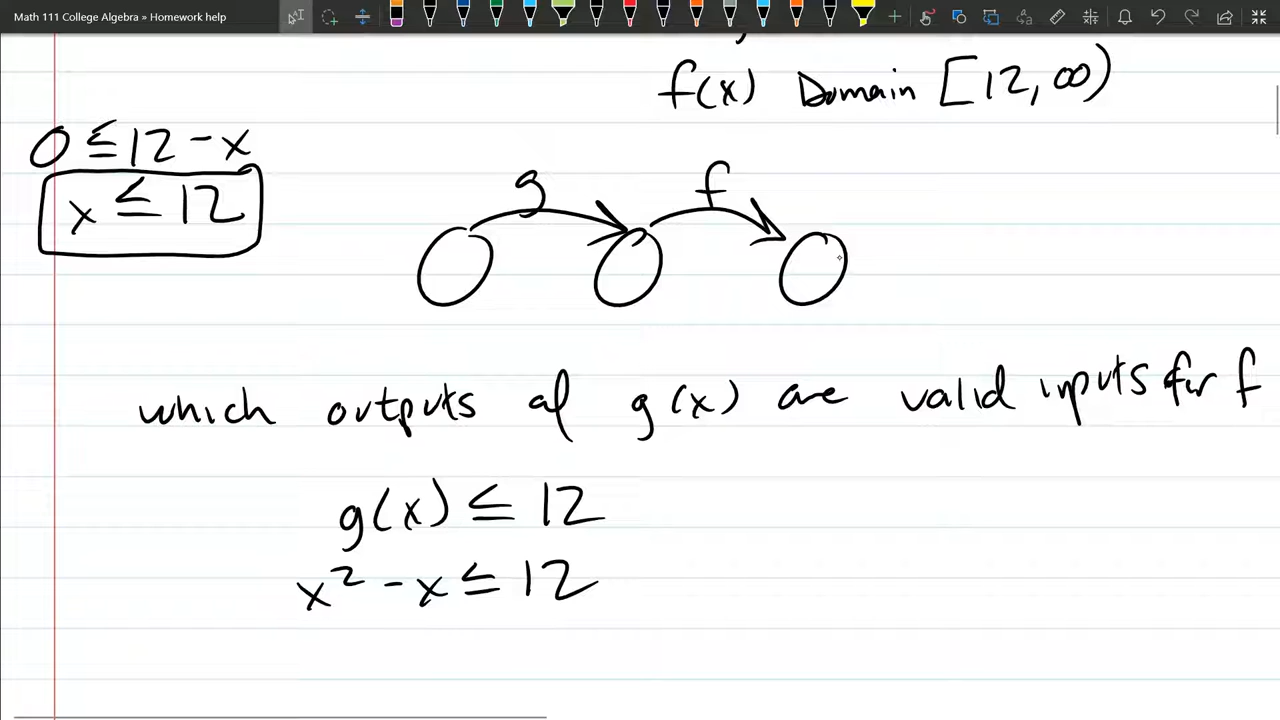 Math 111 College Algebra » Homework help
f(x) Domain [12, ∞)
0 ≤ 12 - x
x ≤ 12
g f
which outputs of g(x) are valid inputs for f
g(x) ≤ 12
x² - x ≤ 12